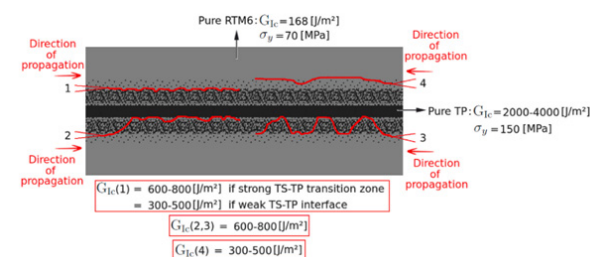 Pure RTM6: G_Ic=168 [J/m²]
σ_y=70 [MPa]
Direction
of
propagation
Direction
of
propagation
1
4
Pure TP: G_Ic=2000-4000[J/m²]
σ_y=150 [MPa]
2
3
Direction
of
propagation
Direction
of
propagation
G_Ic(1) = 600-800[J/m²] if strong TS-TP transition zone
= 300-500[J/m²] if weak TS-TP interface
G_Ic(2,3) = 600-800[J/m²]
G_Ic(4) = 300-500[J/m²]